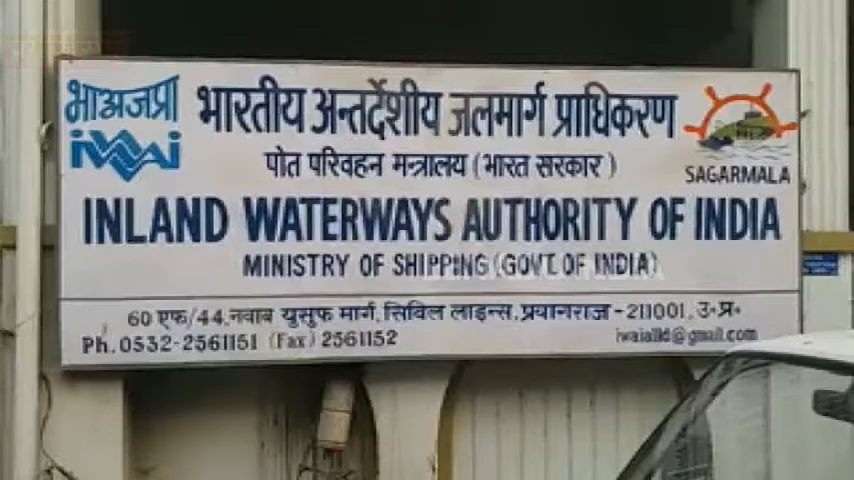 भाअजप्रा
iwai
भारतीय अन्तर्देशीय जलमार्ग प्राधिकरण
पोत परिवहन मन्त्रालय (भारत सरकार)
SAGARMALA
INLAND WATERWAYS AUTHORITY OF INDIA
MINISTRY OF SHIPPING (GOVT. OF INDIA)
60 एफ/44, नवाब युसुफ मार्ग, सिविल लाइन्स, प्रयागराज - 211001, उ॰प्र॰
Ph. 0532-2561151 (Fax) 2561152
iwaialld@gmail.com